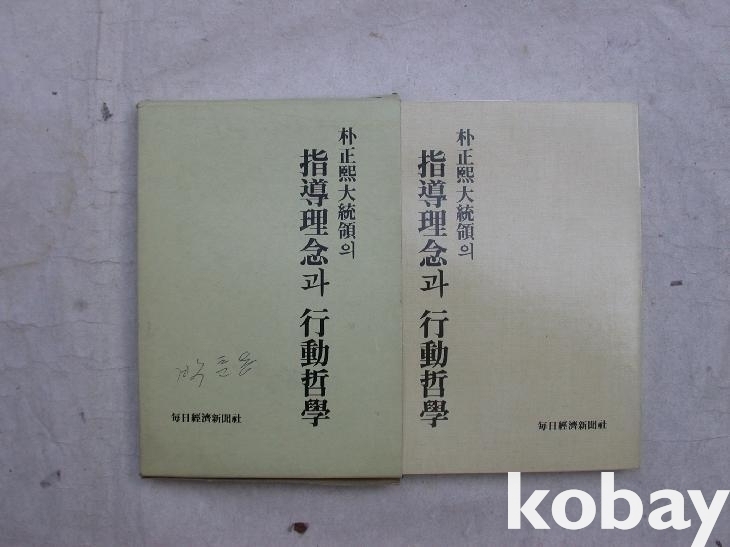 朴正熙大統領의
指導理念과 行動哲學
每日經濟新聞社
朴正熙大統領의
指導理念과 行動哲學
每日經濟新聞社
kobay